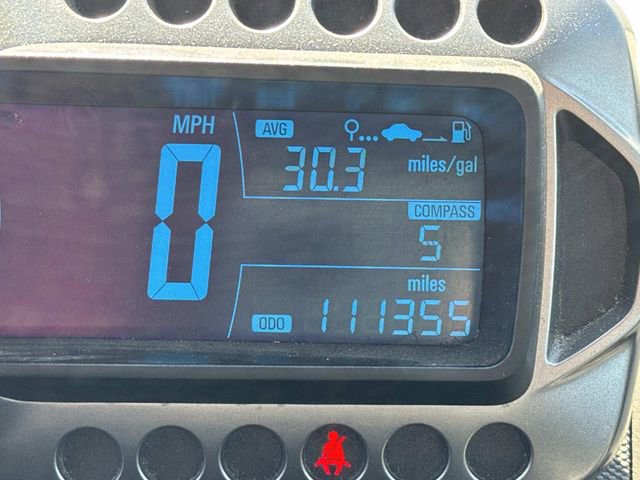 MPH AVG
0 30.3 miles/gal
COMPASS
S
miles
ODO 111355